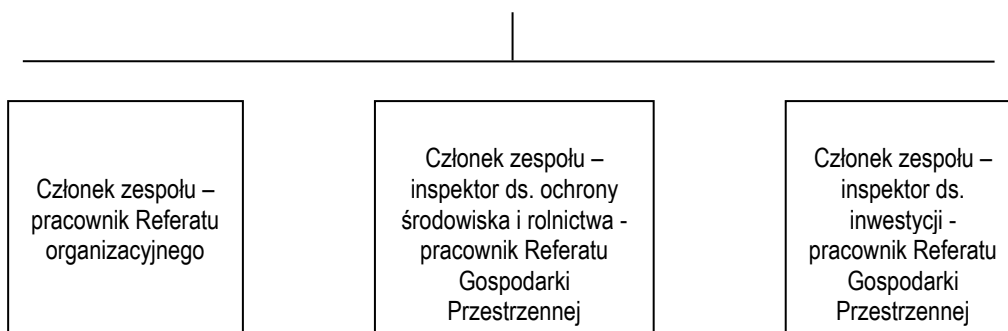 Członek zespołu –
pracownik Referatu
organizacyjnego
Członek zespołu –
inspektor ds. ochrony
środowiska i rolnictwa -
pracownik Referatu
Gospodarki
Przestrzennej
Członek zespołu –
inspektor ds.
inwestycji -
pracownik Referatu
Gospodarki
Przestrzennej